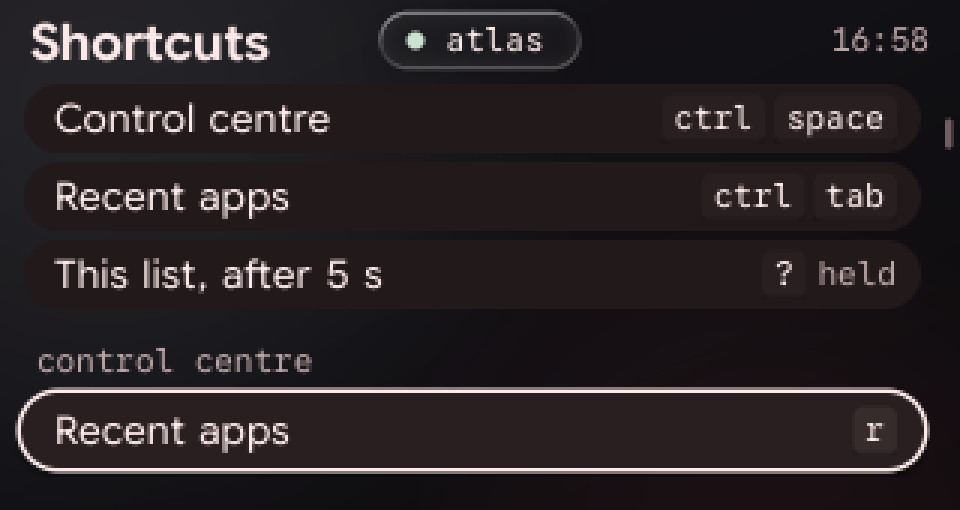 Shortcuts atlas 16:58
Control centre ctrl space
Recent apps ctrl tab
This list, after 5 s ? held
control centre
Recent apps r